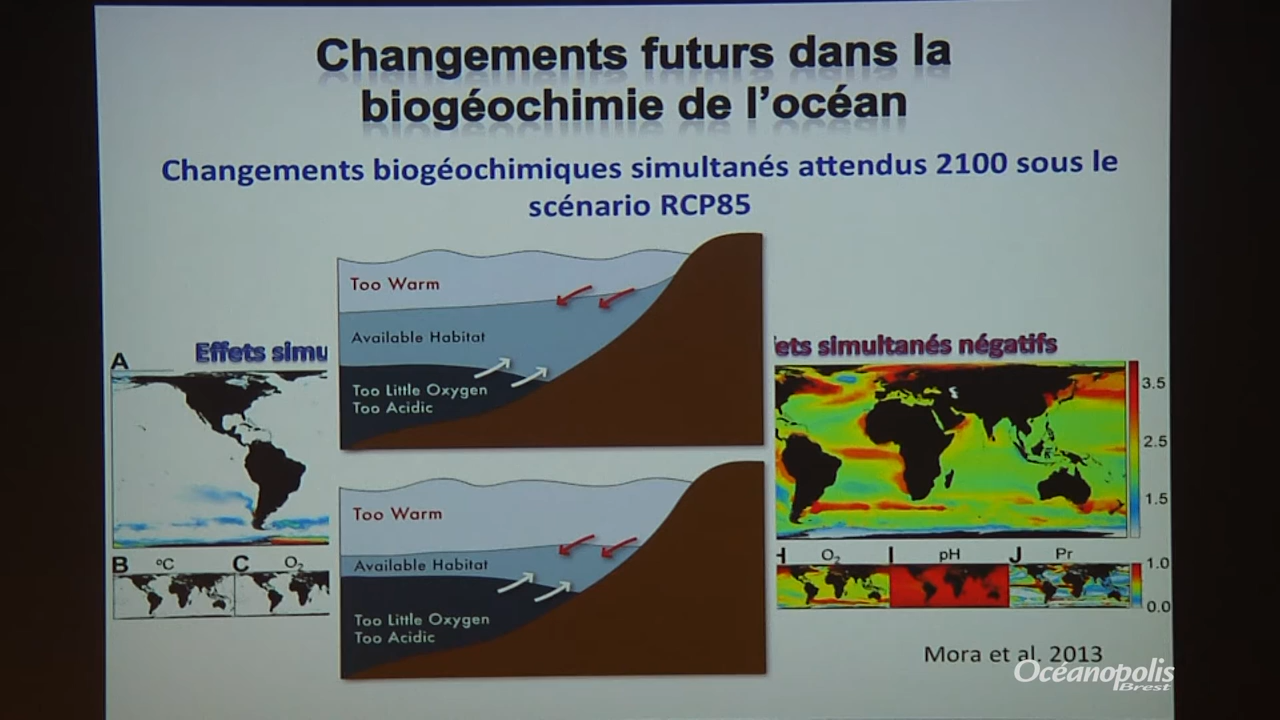 Changements futurs dans la
biogéochimie de l'océan
Changements biogéochimiques simultanés attendus 2100 sous le
scénario RCP85
Too Warm
Available Habitat
Too Little Oxygen
Too Acidic
Effets simu
ets simultanés négatifs
A
3.5
2.5
1.5
Too Warm
Available Habitat
Too Little Oxygen
Too Acidic
B ºC C O₂
H O₂ I pH J Pr
1.0
0.0
Mora et al. 2013
Océanopolis
Brest